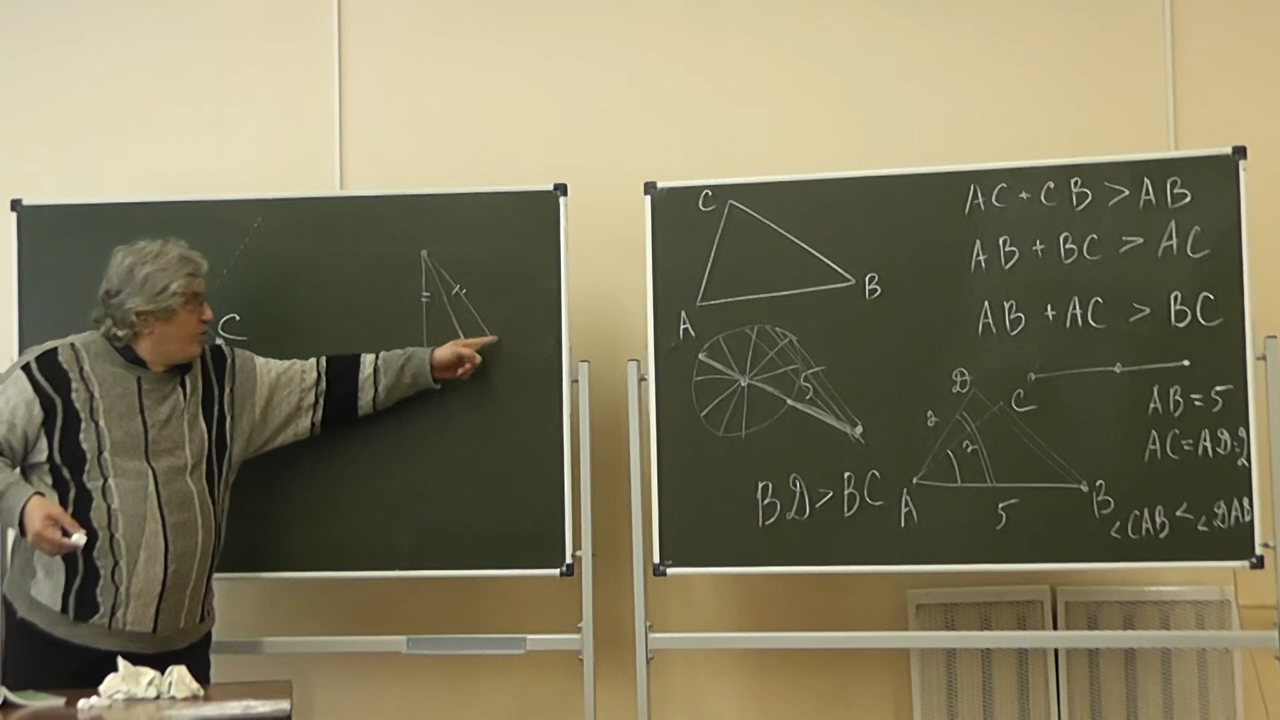 C
C
B
A
AC + CB > AB
AB + BC > AC
AB + AC > BC
5
D
C
2
2
A
5
B
AB = 5
AC = AD = 2
BD > BC
∠CAB < ∠DAB